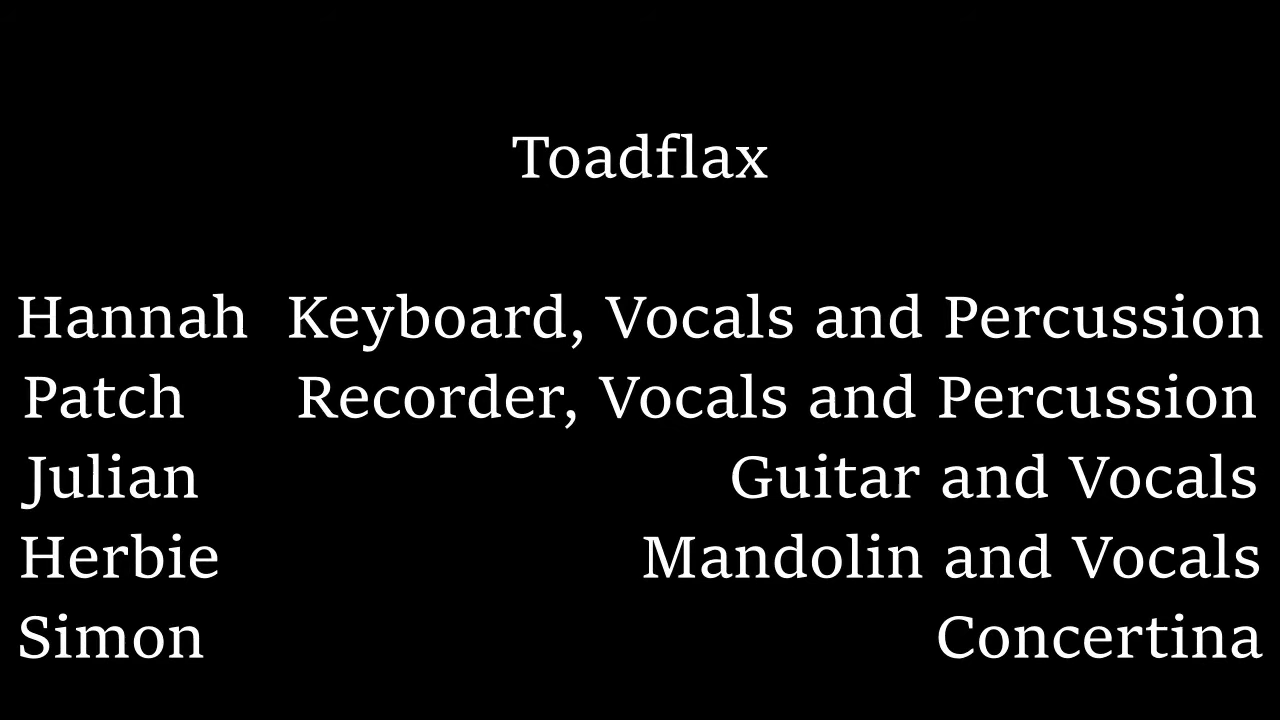 Toadflax
Hannah Keyboard, Vocals and Percussion
Patch Recorder, Vocals and Percussion
Julian Guitar and Vocals
Herbie Mandolin and Vocals
Simon Concertina